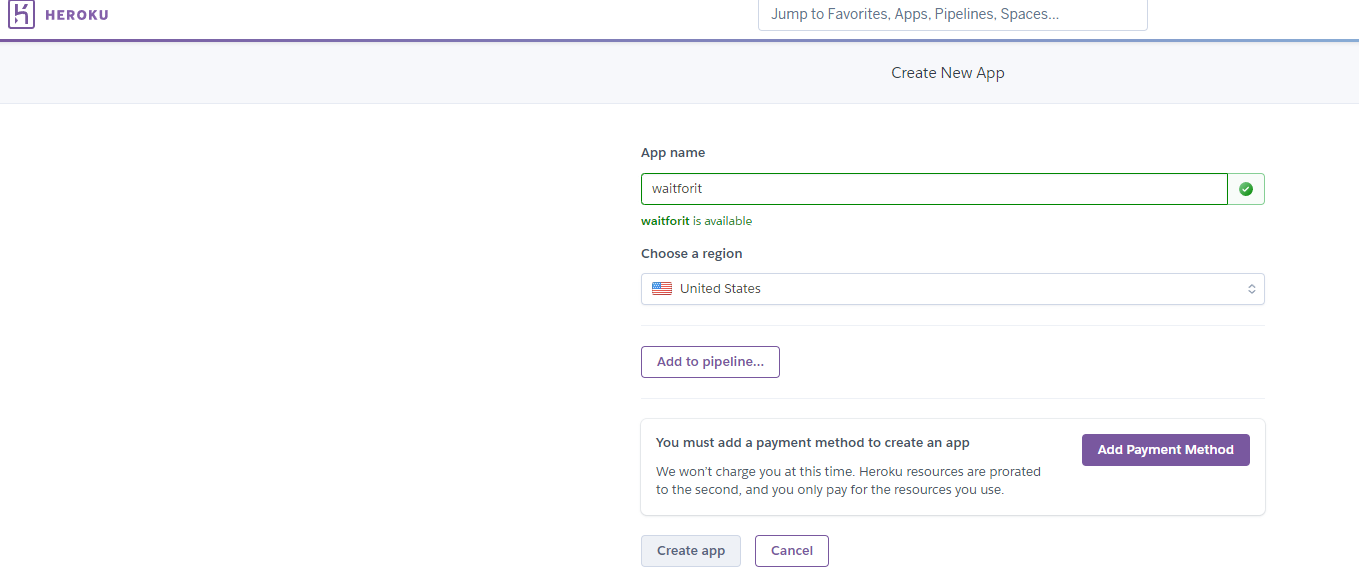 HEROKU
Jump to Favorites, Apps, Pipelines, Spaces...
Create New App
App name
waitforit
waitforit is available
Choose a region
United States
Add to pipeline...
You must add a payment method to create an app
Add Payment Method
We won't charge you at this time. Heroku resources are prorated
to the second, and you only pay for the resources you use.
Create app
Cancel